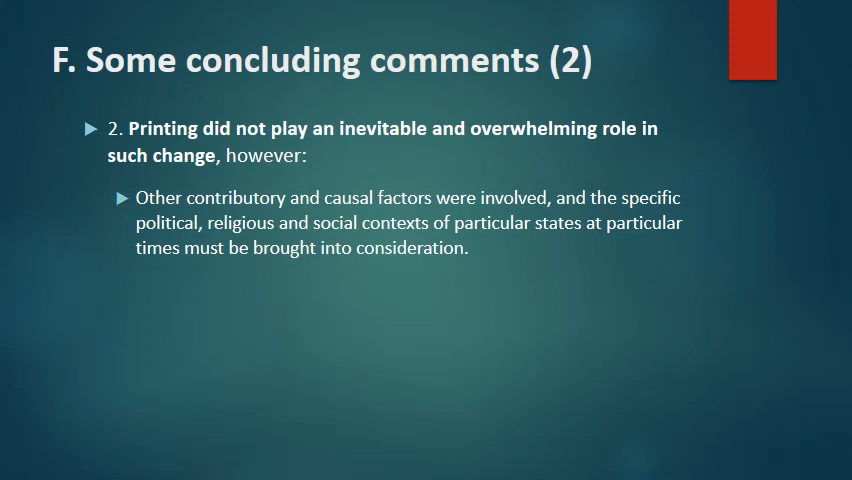 F. Some concluding comments (2)
2. Printing did not play an inevitable and overwhelming role in
such change, however:
Other contributory and causal factors were involved, and the specific
political, religious and social contexts of particular states at particular
times must be brought into consideration.